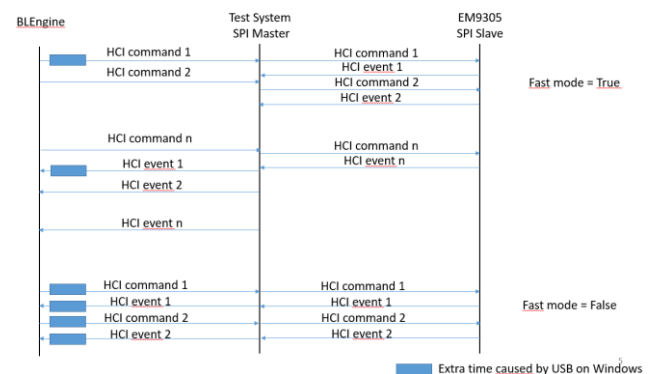 BLEngine
Test System
SPI Master
EM9305
SPI Slave
HCI command 1
HCI command 1
HCI event 1
HCI command 2
HCI command 2
HCI event 2
Fast mode = True
HCI command n
HCI command n
HCI event n
HCI event 1
HCI event 2
HCI event n
HCI command 1
HCI command 1
HCI event 1
HCI event 1
Fast mode = False
HCI command 2
HCI command 2
HCI event 2
HCI event 2
5
Extra time caused by USB on Windows